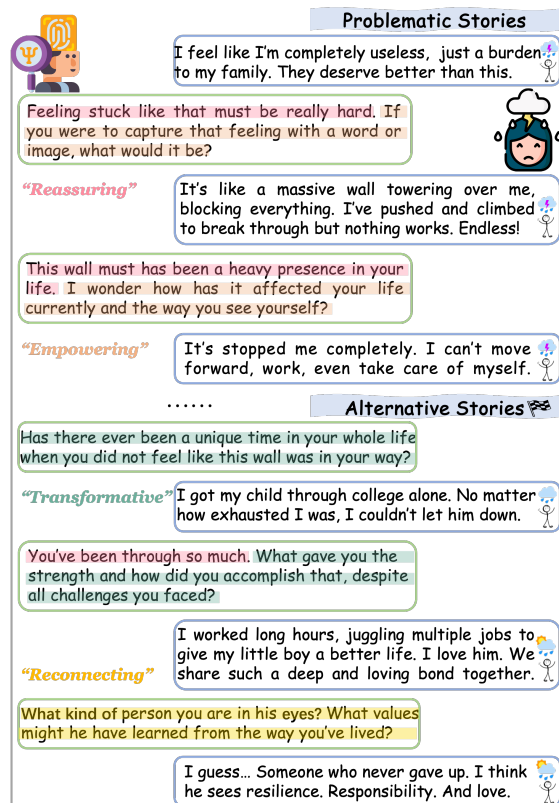 Problematic Stories
I feel like I'm completely useless, just a burden
to my family. They deserve better than this.
Feeling stuck like that must be really hard. If
you were to capture that feeling with a word or
image, what would it be?
"Reassuring"
It's like a massive wall towering over me,
blocking everything. I've pushed and climbed
to break through but nothing works. Endless!
This wall must has been a heavy presence in your
life. I wonder how has it affected your life
currently and the way you see yourself?
"Empowering"
It's stopped me completely. I can't move
forward, work, even take care of myself.
......
Alternative Stories
Has there ever been a unique time in your whole life
when you did not feel like this wall was in your way?
"Transformative"
I got my child through college alone. No matter
how exhausted I was, I couldn't let him down.
You've been through so much. What gave you the
strength and how did you accomplish that, despite
all challenges you faced?
I worked long hours, juggling multiple jobs to
give my little boy a better life. I love him. We
share such a deep and loving bond together.
"Reconnecting"
What kind of person you are in his eyes? What values
might he have learned from the way you've lived?
I guess... Someone who never gave up. I think
he sees resilience. Responsibility. And love.